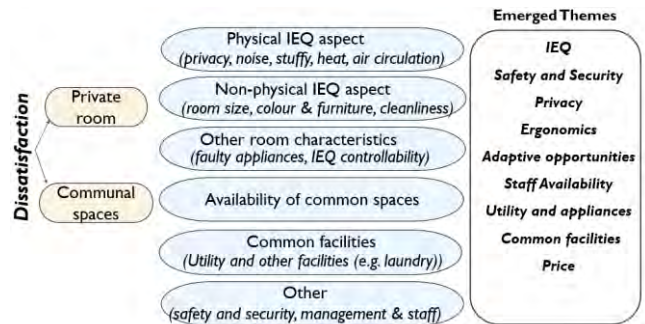 Dissatisfaction
Private
room
Communal
spaces
Physical IEQ aspect
(privacy, noise, stuffy, heat, air circulation)
Non-physical IEQ aspect
(room size, colour & furniture, cleanliness)
Other room characteristics
(faulty appliances, IEQ controllability)
Availability of common spaces
Common facilities
(Utility and other facilities (e.g. laundry))
Other
(safety and security, management & staff)
Emerged Themes
IEQ
Safety and Security
Privacy
Ergonomics
Adaptive opportunities
Staff Availability
Utility and appliances
Common facilities
Price